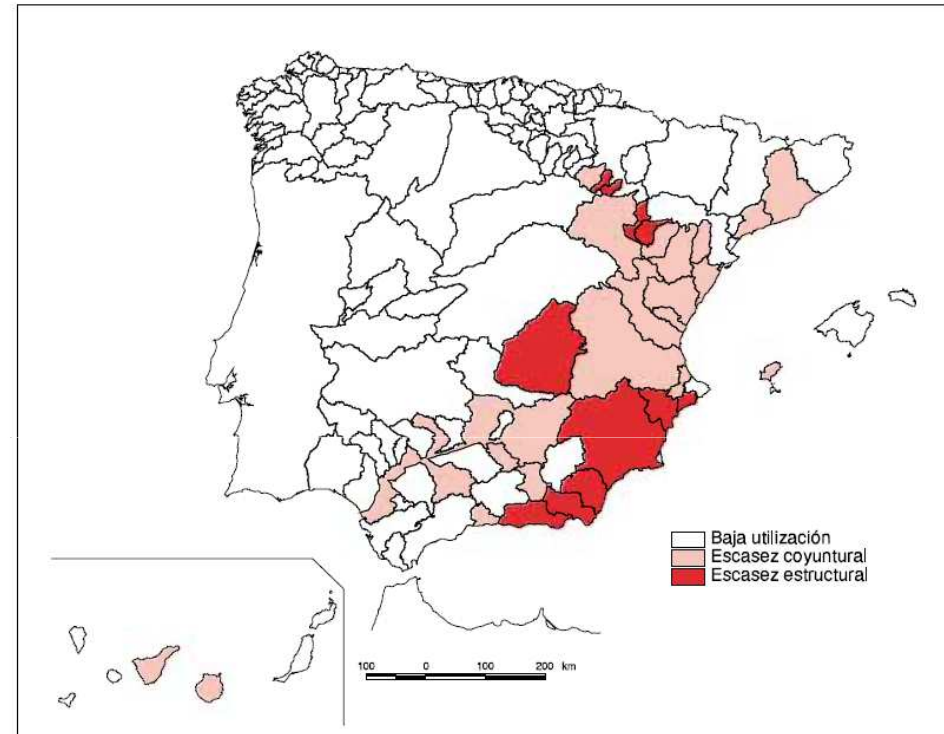 Baja utilización
Escasez coyuntural
Escasez estructural
100 0 100 200 km